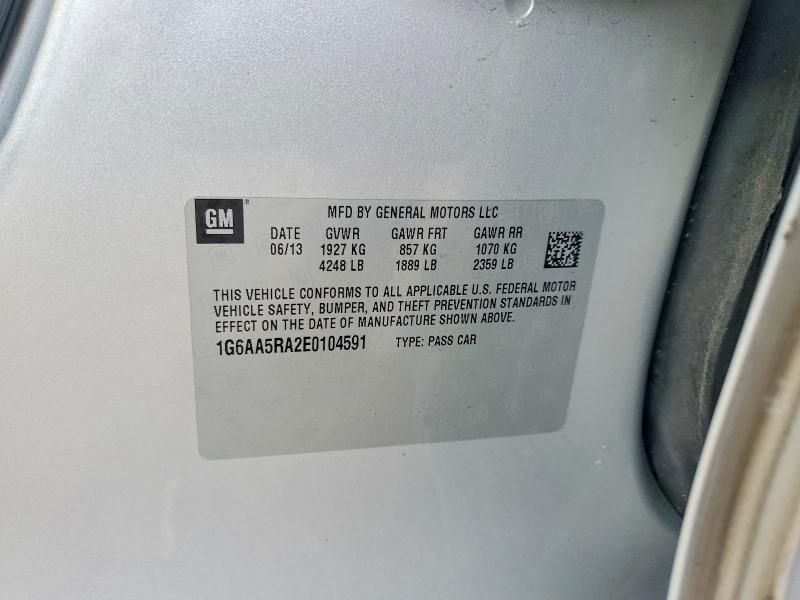 GM ® MFD BY GENERAL MOTORS LLC
DATE GVWR GAWR FRT GAWR RR
06/13 1927 KG 857 KG 1070 KG
4248 LB 1889 LB 2359 LB
THIS VEHICLE CONFORMS TO ALL APPLICABLE U.S. FEDERAL MOTOR
VEHICLE SAFETY, BUMPER, AND THEFT PREVENTION STANDARDS IN
EFFECT ON THE DATE OF MANUFACTURE SHOWN ABOVE.
1G6AA5RA2E0104591 TYPE: PASS CAR